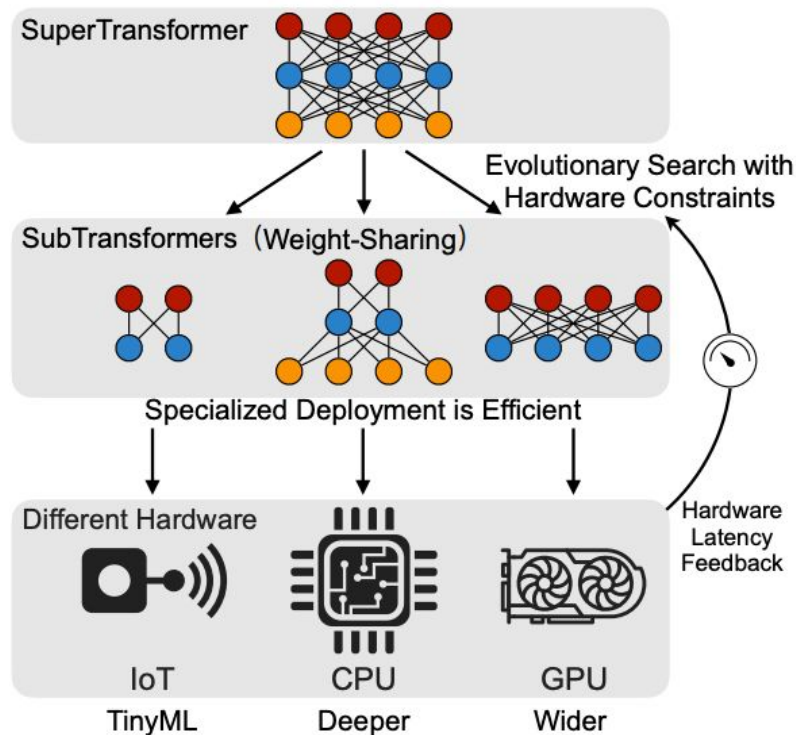 SuperTransformer
Evolutionary Search with
Hardware Constraints
SubTransformers (Weight-Sharing)
Specialized Deployment is Efficient
Different Hardware
Hardware
Latency
Feedback
IoT
CPU
GPU
TinyML
Deeper
Wider